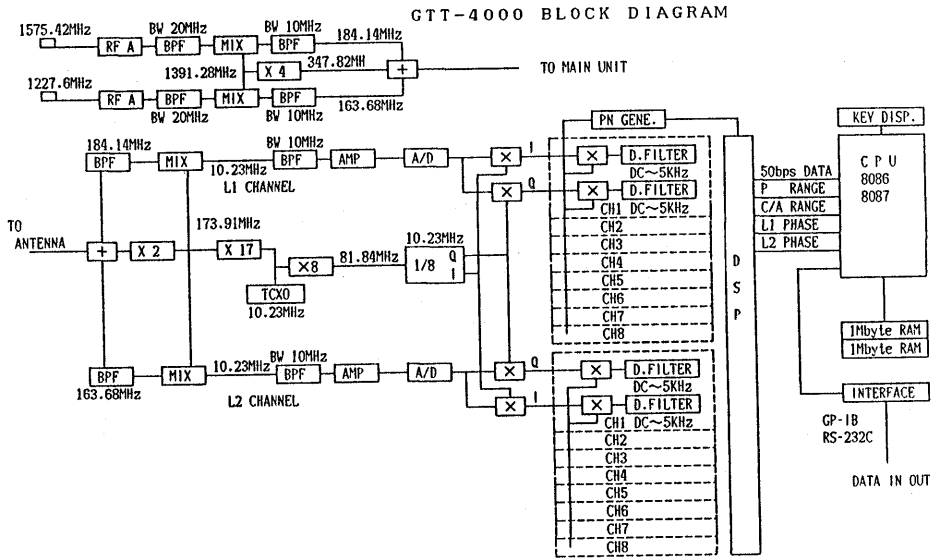 GTT-4000 BLOCK DIAGRAM
1575.42MHz
BW 20MHz
BW 10MHz
184.14MHz
RF A
BPF
MIX
BPF
1391.28MHz
X 4
347.82MH
+
TO MAIN UNIT
1227.6MHz
RF A
BPF
MIX
BPF
163.68MHz
BW 20MHz
BW 10MHz
PN GENE.
KEY DISP.
184.14MHz
BW 10MHz
BPF
MIX
10.23MHz
BPF
AMP
A/D
×
I
×
D.FILTER
DC~5KHz
L1 CHANNEL
×
Q
×
D.FILTER
CH1 DC~5KHz
CH2
CH3
CH4
CH5
CH6
CH7
CH8
50bps DATA
P RANGE
C/A RANGE
L1 PHASE
L2 PHASE
CPU
8086
8087
TO
ANTENNA
+
X 2
173.91MHz
X 17
×8
81.84MHz
10.23MHz
1/8
Q
I
TCXO
10.23MHz
DSP
1Mbyte RAM
1Mbyte RAM
BPF
163.68MHz
MIX
10.23MHz
BW 10MHz
BPF
AMP
A/D
L2 CHANNEL
×
Q
×
D.FILTER
DC~5KHz
×
I
×
D.FILTER
CH1 DC~5KHz
CH2
CH3
CH4
CH5
CH6
CH7
CH8
INTERFACE
GP-IB
RS-232C
DATA IN OUT